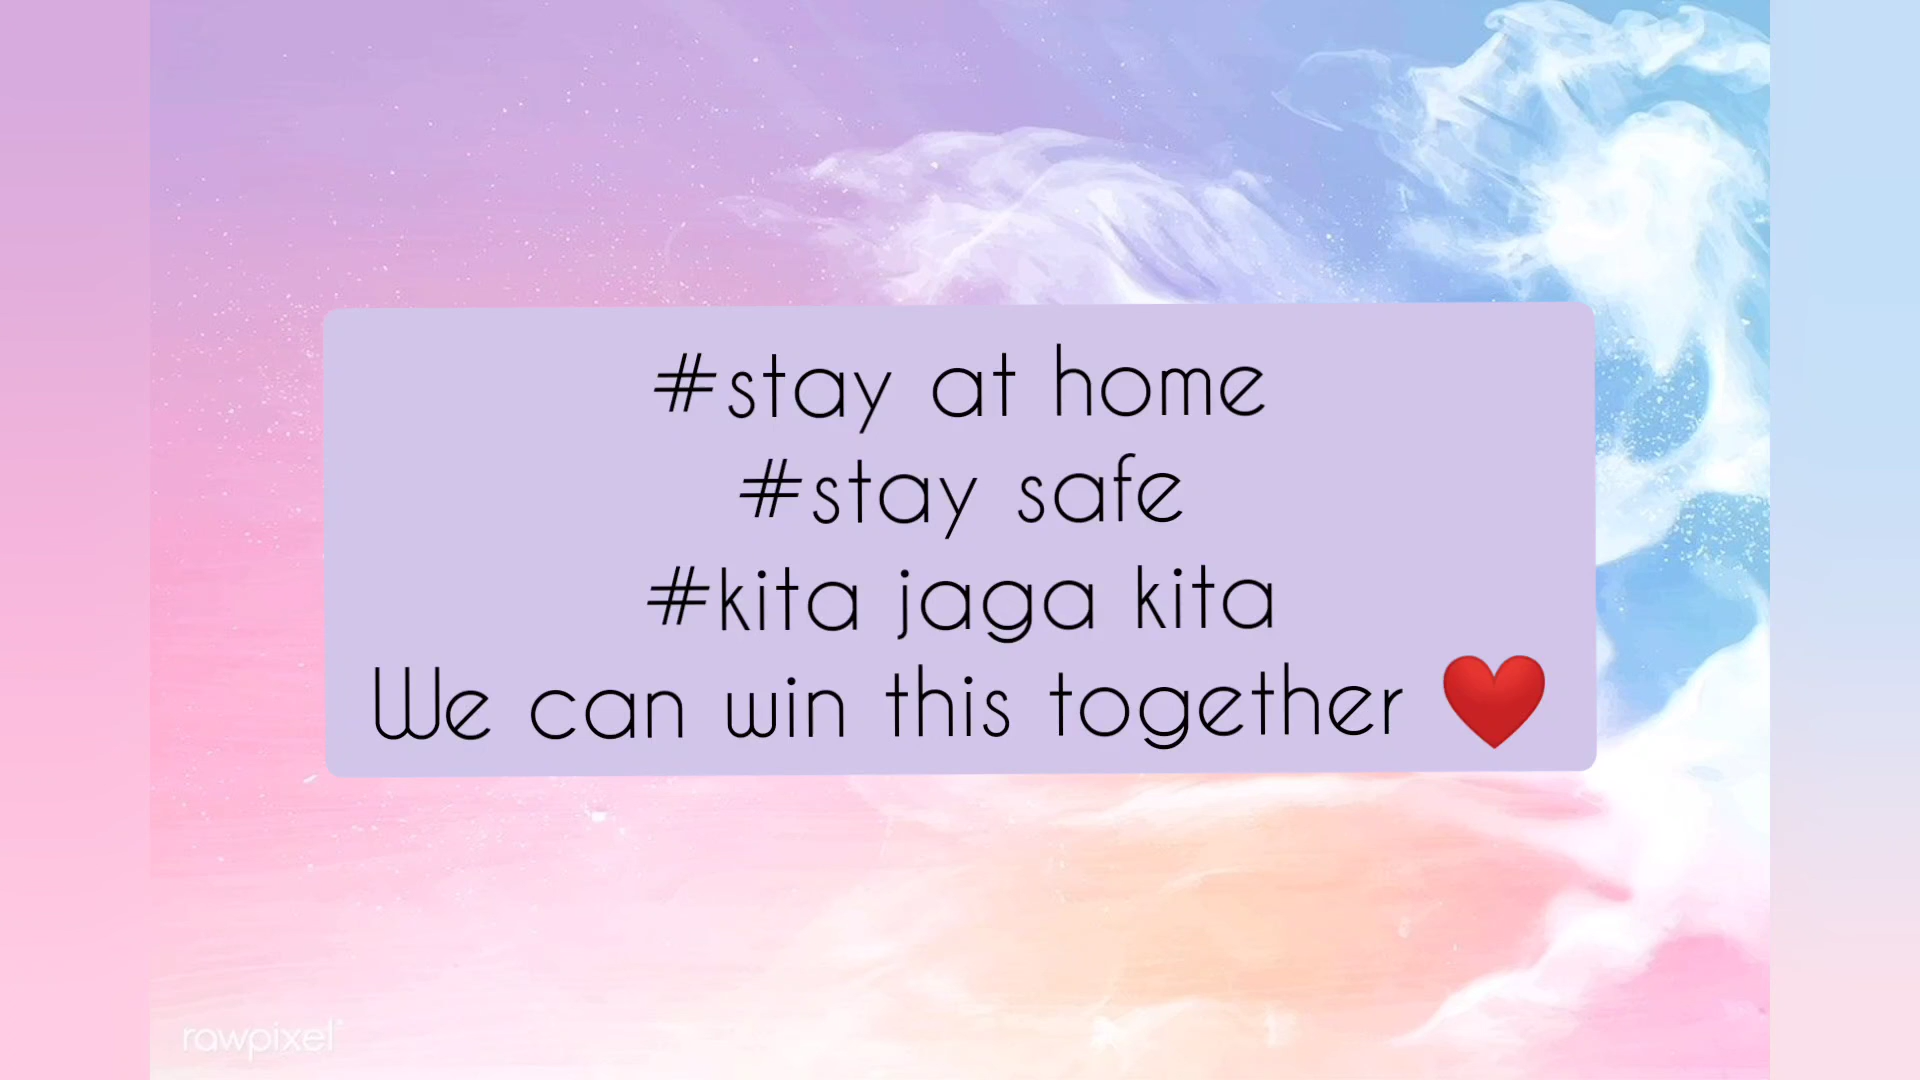 #stay at home
#stay safe
#kita jaga kita
We can win this together ❤️
rawpixel